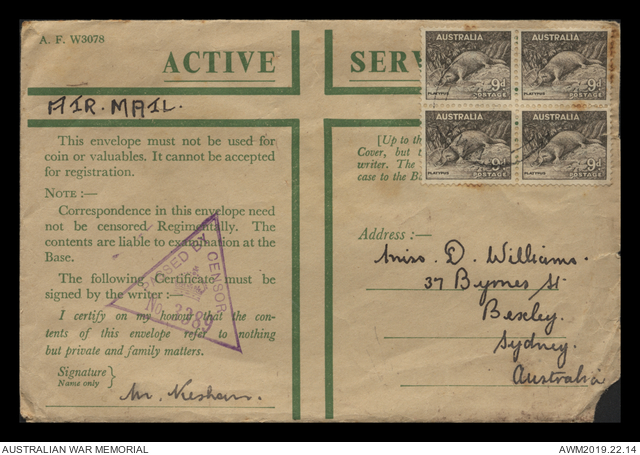 A. F. W3078
ACTIVE SERV
AIR. MAIL.
AUSTRALIA
9d
PLATYPUS
POSTAGE
AUSTRALIA
9d
PLATYPUS
POSTAGE
AUSTRALIA
9d
PLATYPUS
POSTAGE
AUSTRALIA
9d
PLATYPUS
POSTAGE
This envelope must not be used for
coin or valuables. It cannot be accepted
for registration.
NOTE :—
Correspondence in this envelope need
not be censored Regimentally. The
contents are liable to examination at the
Base.
The following Certificate must be
signed by the writer :—
I certify on my honour that the con-
tents of this envelope refer to nothing
but private and family matters.
Signature
Name only
PASSED BY CENSOR
No.
[Up to th
Cover, but t
writer. The
case to the Ba
Address :—
Miss. D. Williams.
37 Byrnes St
Bexley.
Sydney.
Australia
AUSTRALIAN WAR MEMORIAL
AWM2019.22.14